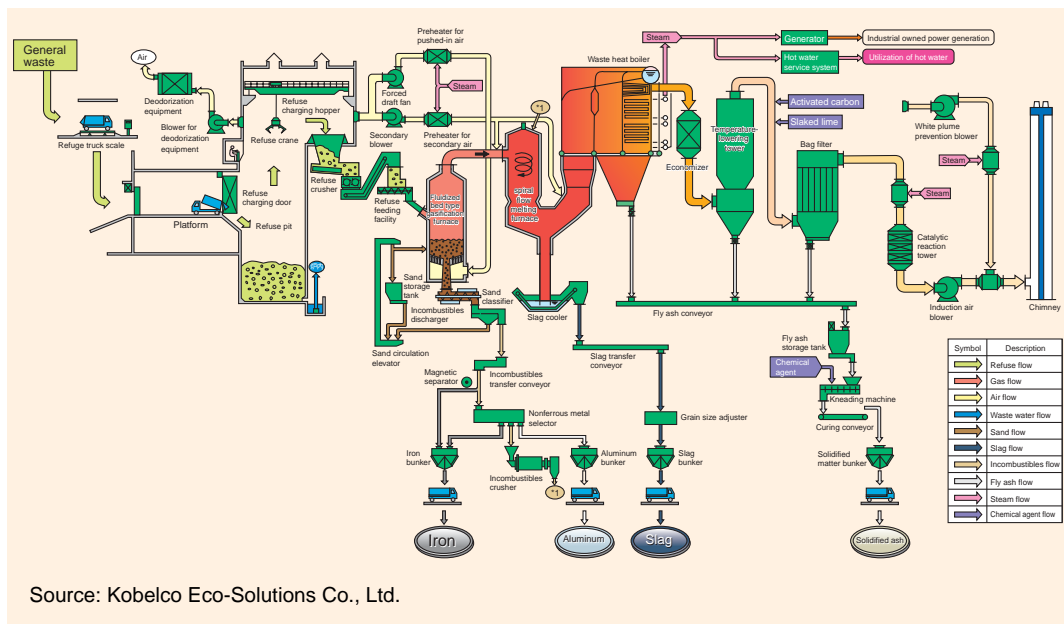 General
waste
Air
Deodorization
equipment
Blower for
deodorization
equipment
Refuge truck scale
Platform
Refuse
charging hopper
Refuse crane
Refuse
charging door
Refuse pit
Refuse
crusher
Preheater for
pushed-in air
Forced
draft fan
Steam
Secondary
blower
Preheater for
secondary air
Refuse
feeding
facility
Fluidized
bed type
gasification
furnace
*1
spiral
flow
melting
furnace
Waste heat boiler
Steam
Generator
Industrial owned power generation
Hot water
service system
Utilization of hot water
Economizer
Temperature-
lowering
tower
Activated carbon
Slaked lime
Bag filter
White plume
prevention blower
Steam
Steam
Catalytic
reaction
tower
Induction air
blower
Chimney
Sand
storage
tank
Sand
classifier
Incombustibles
discharger
Sand circulation
elevator
Slag cooler
Fly ash conveyor
Magnetic
separator
Incombustibles
transfer conveyor
Slag transfer
conveyor
Fly ash
storage tank
Chemical
agent
Kneading machine
Curing conveyor
Nonferrous metal
selector
Grain size adjuster
Iron
bunker
Incombustibles
crusher
*1
Aluminum
bunker
Slag
bunker
Solidified
matter bunker
Iron
Aluminum
Slag
Solidified ash
Symbol Description
Refuse flow
Gas flow
Air flow
Waste water flow
Sand flow
Slag flow
Incombustibles flow
Fly ash flow
Steam flow
Chemical agent flow
Source: Kobelco Eco-Solutions Co., Ltd.